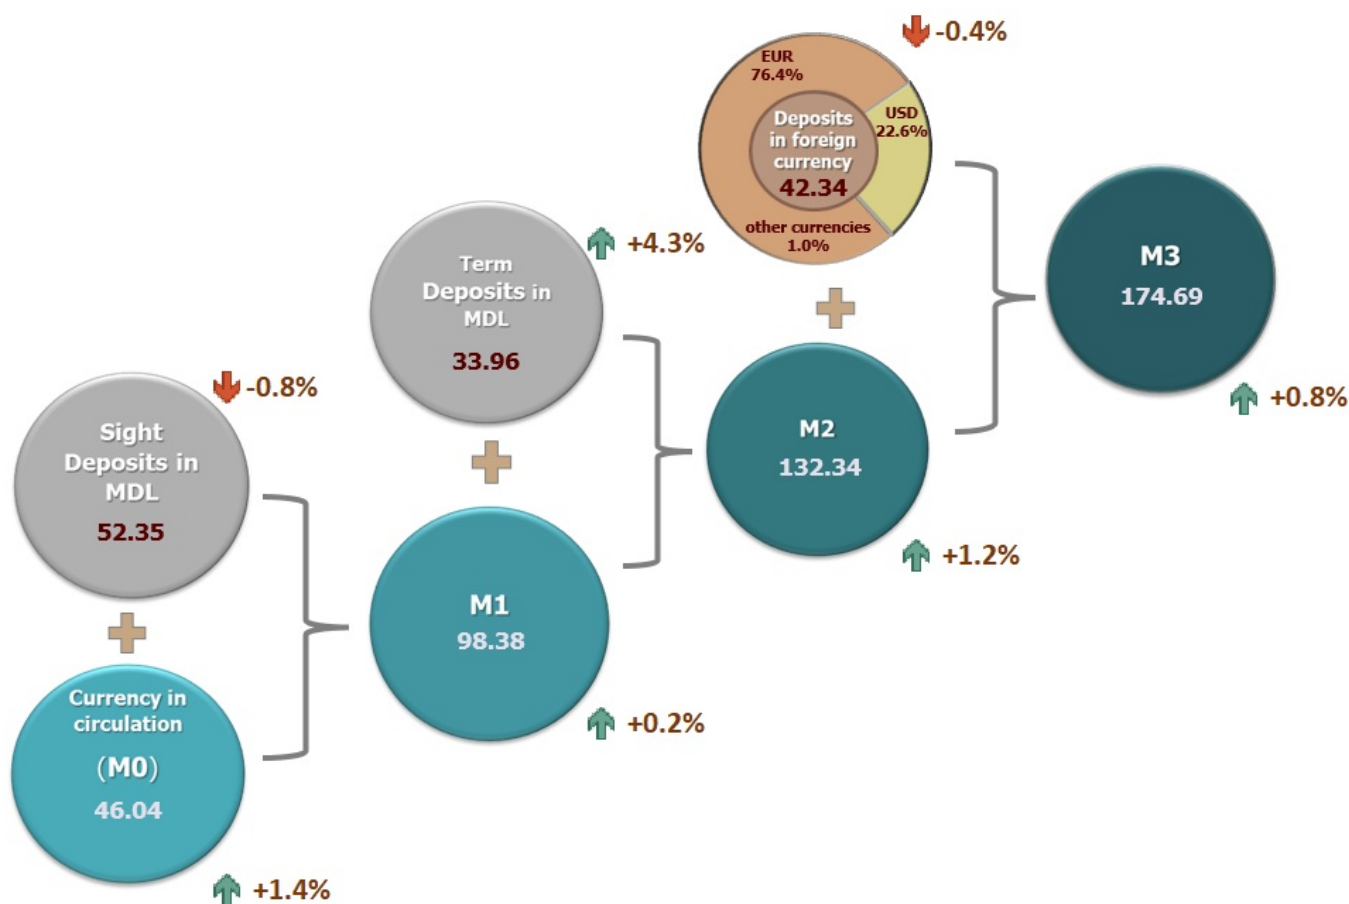 Sight
Deposits in
MDL
52.35
-0.8%
Currency in
circulation
(M0)
46.04
+1.4%
Term
Deposits in
MDL
33.96
+4.3%
M1
98.38
+0.2%
EUR
76.4%
USD
22.6%
other currencies
1.0%
Deposits
in foreign
currency
42.34
-0.4%
M2
132.34
+1.2%
M3
174.69
+0.8%